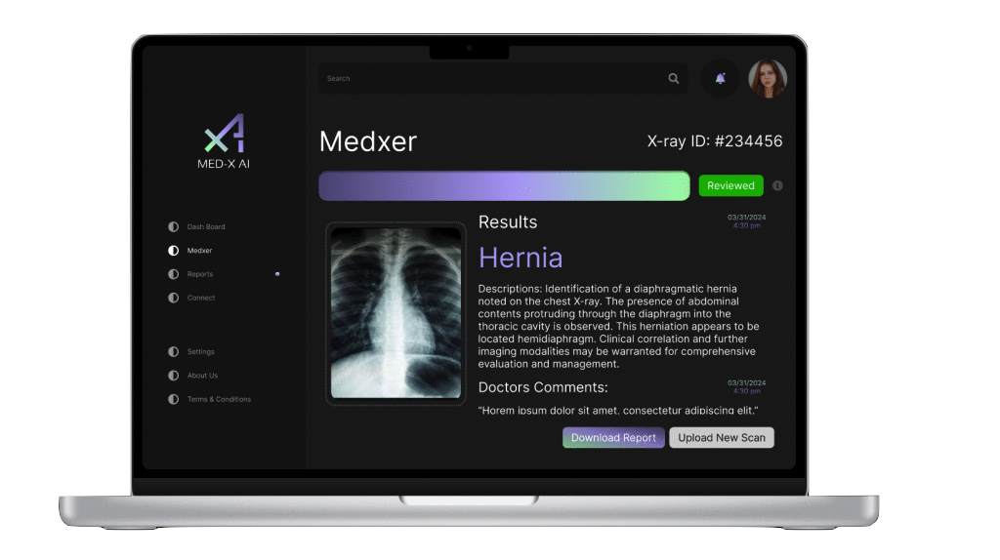 Search
MED-X AI
Medxer
X-ray ID: #234456
Reviewed
Dash Board
Medxer
Reports
Connect
Settings
About Us
Terms & Conditions
Results
03/31/2024
4:30 pm
Hernia
Descriptions: Identification of a diaphragmatic hernia
noted on the chest X-ray. The presence of abdominal
contents protruding through the diaphragm into the
thoracic cavity is observed. This herniation appears to be
located hemidiaphragm. Clinical correlation and further
imaging modalities may be warranted for comprehensive
evaluation and management.
Doctors Comments:
03/31/2024
4:30 pm
“Horem ipsum dolor sit amet, consectetur adipiscing elit.”
Download Report
Upload New Scan